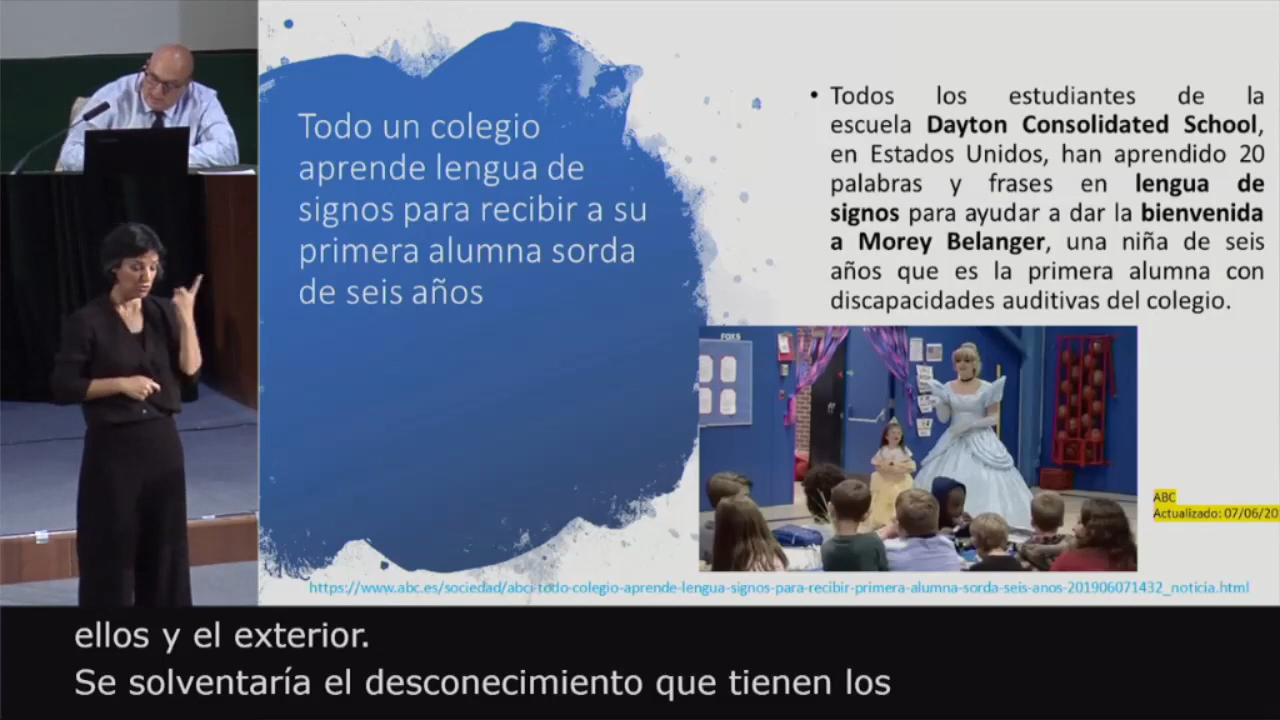 Todo un colegio
aprende lengua de
signos para recibir a su
primera alumna sorda
de seis años
• Todos los estudiantes de la
escuela Dayton Consolidated School,
en Estados Unidos, han aprendido 20
palabras y frases en lengua de
signos para ayudar a dar la bienvenida
a Morey Belanger, una niña de seis
años que es la primera alumna con
discapacidades auditivas del colegio.
FOXS
ABC
Actualizado: 07/06/20
https://www.abc.es/sociedad/abci-todo-colegio-aprende-lengua-signos-para-recibir-primera-alumna-sorda-seis-anos-201906071432_noticia.html
ellos y el exterior.
Se solventaría el desconecimiento que tienen los